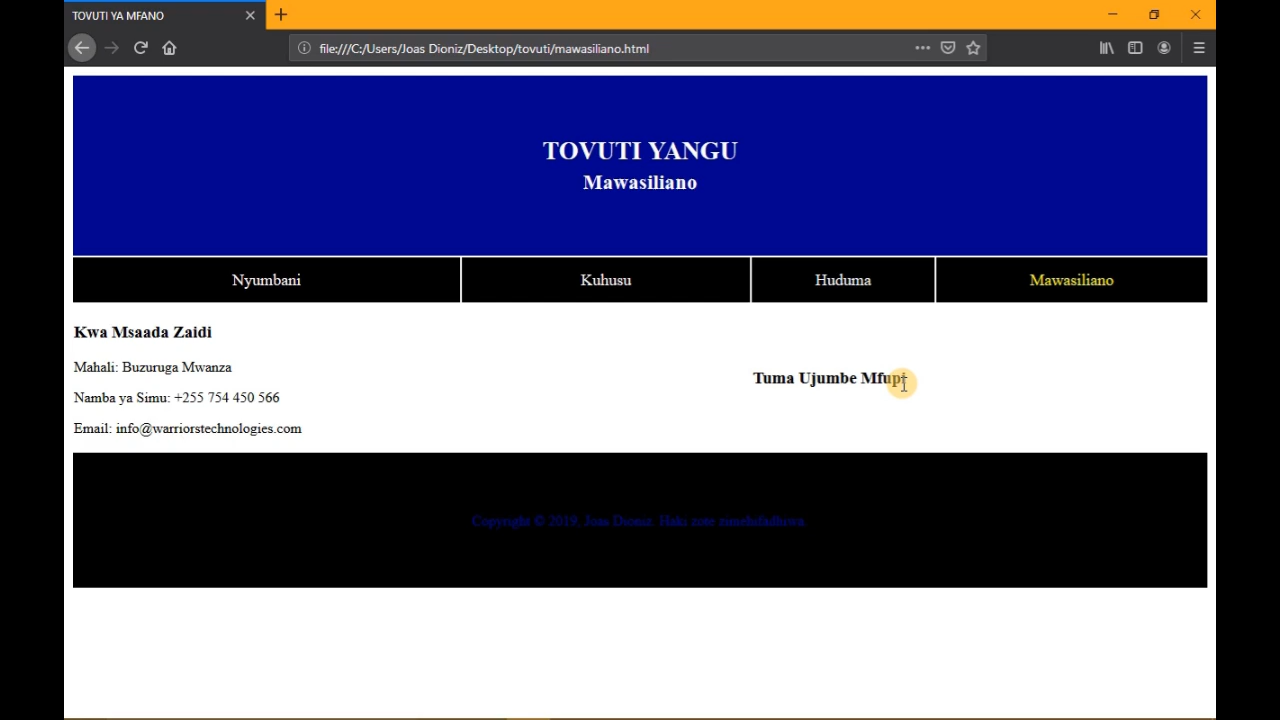 TOVUTI YA MFANO
file:///C:/Users/Joas Dioniz/Desktop/tovuti/mawasiliano.html
TOVUTI YANGU
Mawasiliano
Nyumbani Kuhusu Huduma Mawasiliano
Kwa Msaada Zaidi
Mahali: Buzuruga Mwanza
Namba ya Simu: +255 754 450 566
Email: info@warriorstechnologies.com
Tuma Ujumbe Mfupi
Copyright © 2019, Joas Dioniz. Haki zote zimehifadhiwa